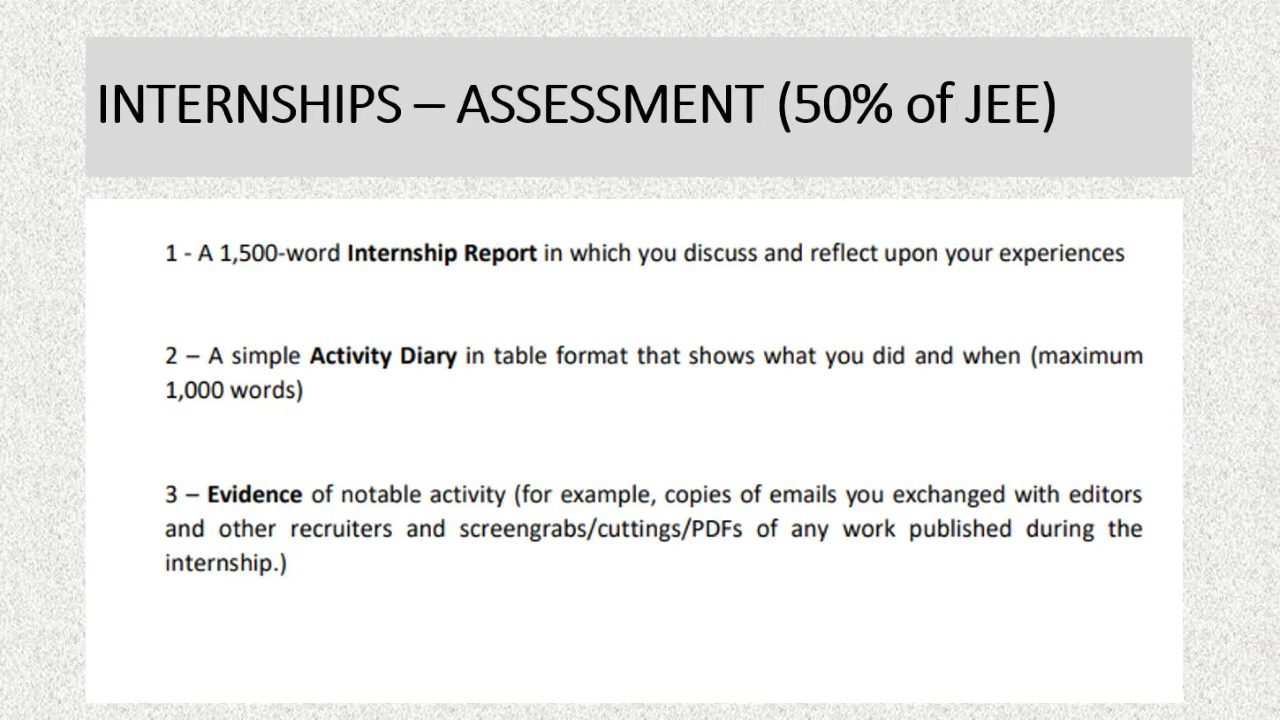 INTERNSHIPS – ASSESSMENT (50% of JEE)
1 - A 1,500-word Internship Report in which you discuss and reflect upon your experiences
2 – A simple Activity Diary in table format that shows what you did and when (maximum
1,000 words)
3 – Evidence of notable activity (for example, copies of emails you exchanged with editors
and other recruiters and screengrabs/cuttings/PDFs of any work published during the
internship.)